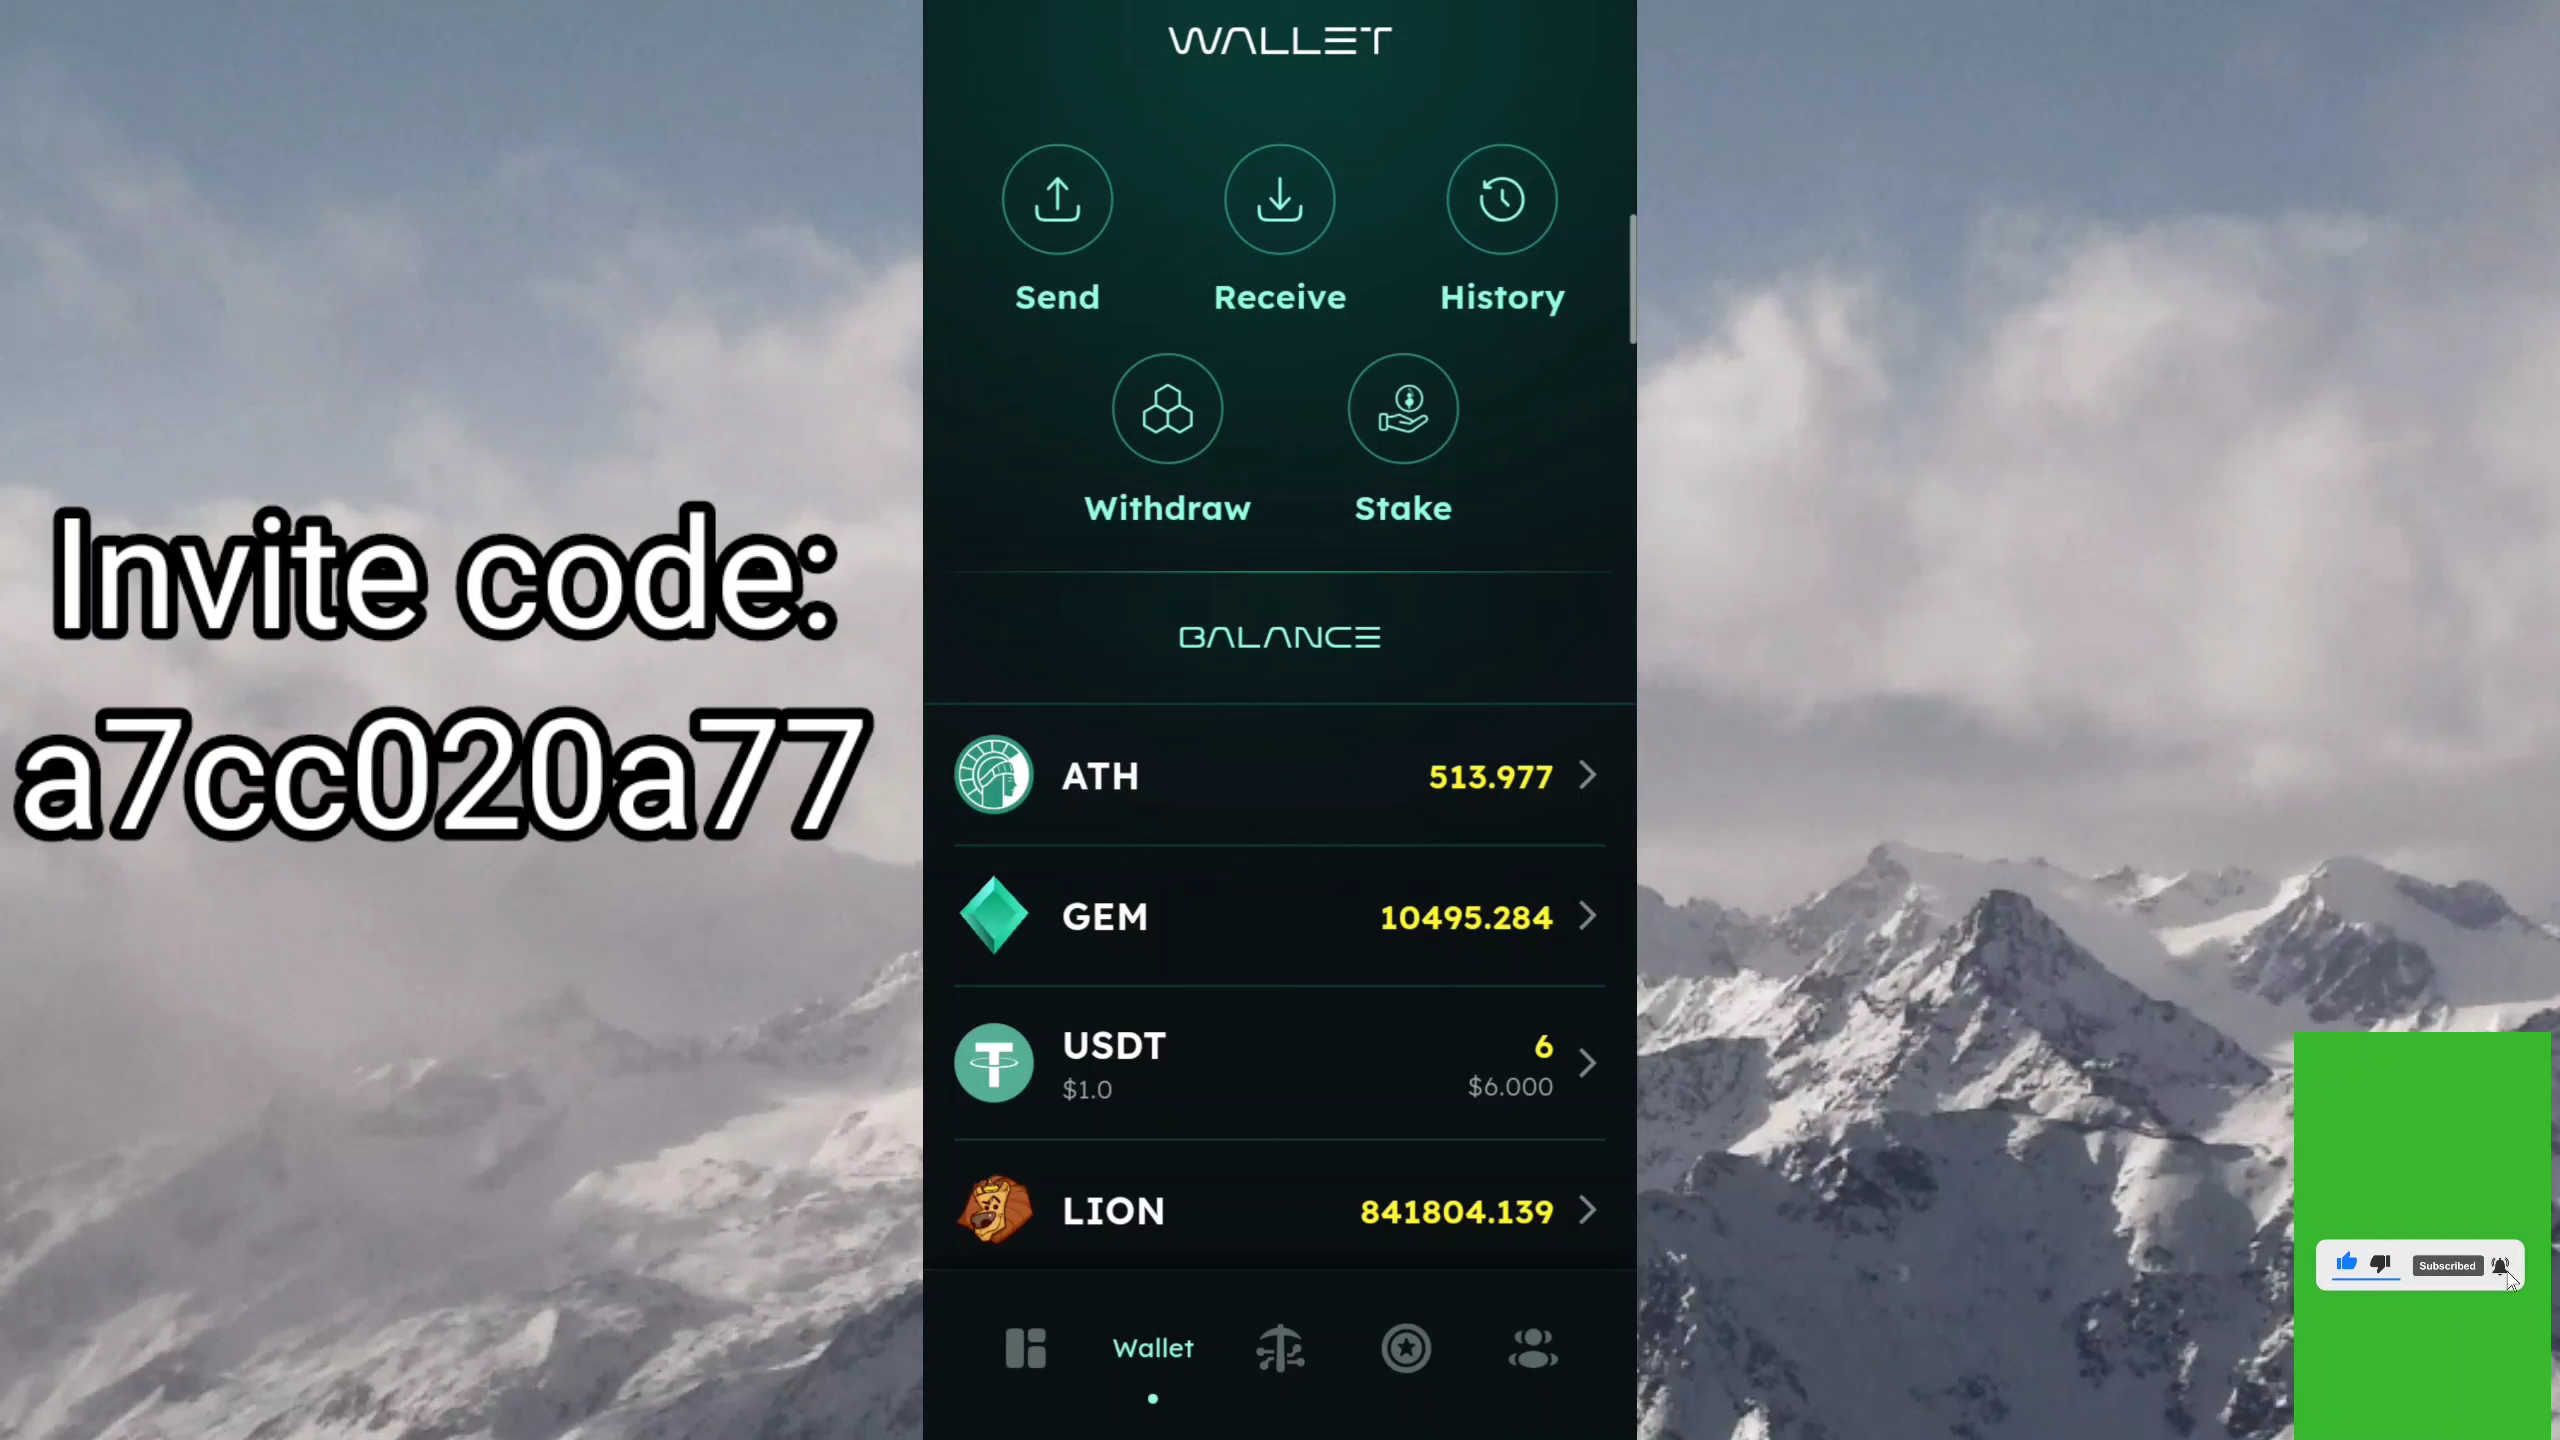 WALLET
Send
Receive
History
Withdraw
Stake
Invite code:
a7cc020a77
BALANCE
ATH
513.977
GEM
10495.284
USDT
6
$1.0
$6.000
LION
841804.139
Wallet
Subscribed